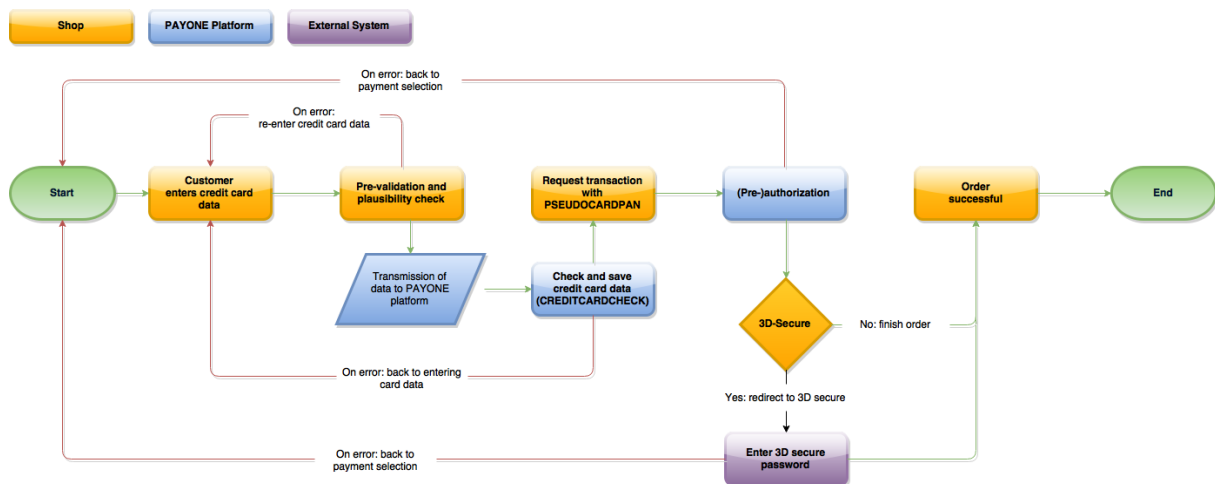 Shop
PAYONE Platform
External System
On error: back to
payment selection
On error:
re-enter credit card data
Start
Customer
enters credit card
data
Pre-validation and
plausibility check
Request transaction
with
PSEUDOCARDPAN
(Pre-)authorization
Order
successful
End
Transmission of
data to PAYONE
platform
Check and save
credit card data
(CREDITCARDCHECK)
3D-Secure
No: finish order
On error: back to entering
card data
Yes: redirect to 3D secure
On error: back to
payment selection
Enter 3D secure
password